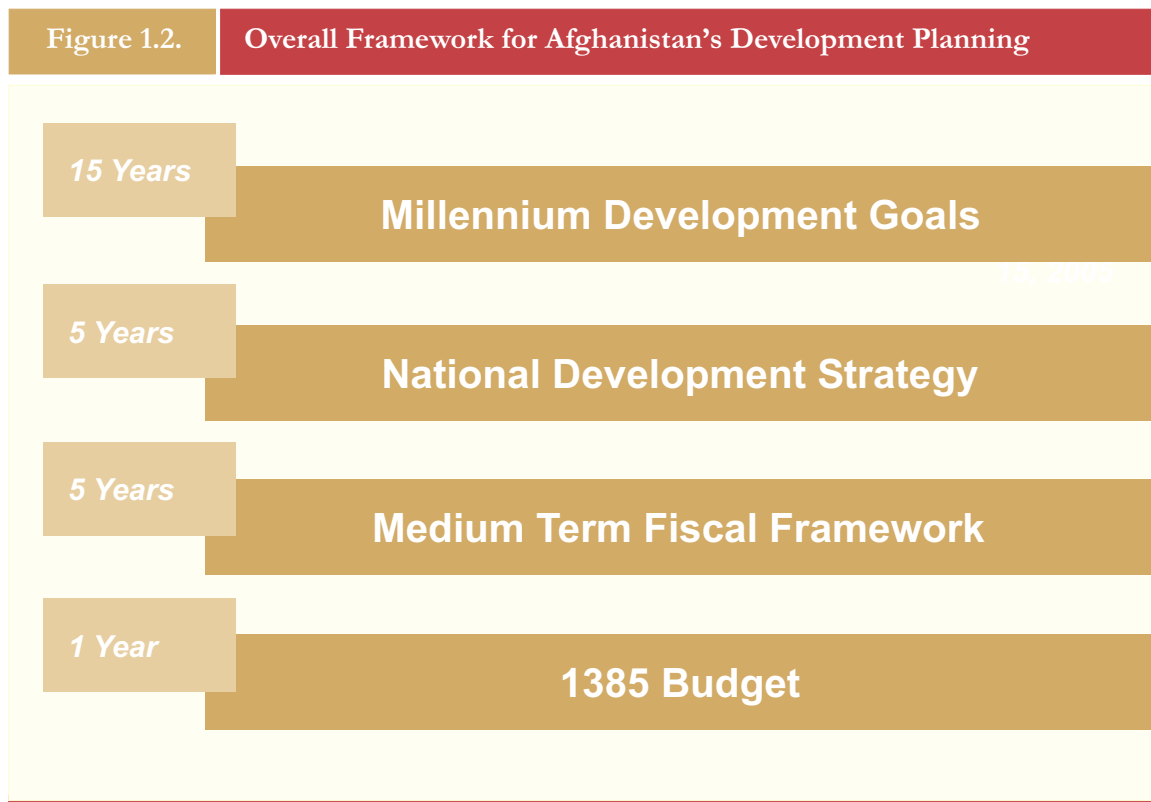 Figure 1.2. Overall Framework for Afghanistan’s Development Planning
15 Years
Millennium Development Goals
5 Years
National Development Strategy
5 Years
Medium Term Fiscal Framework
1 Year
1385 Budget